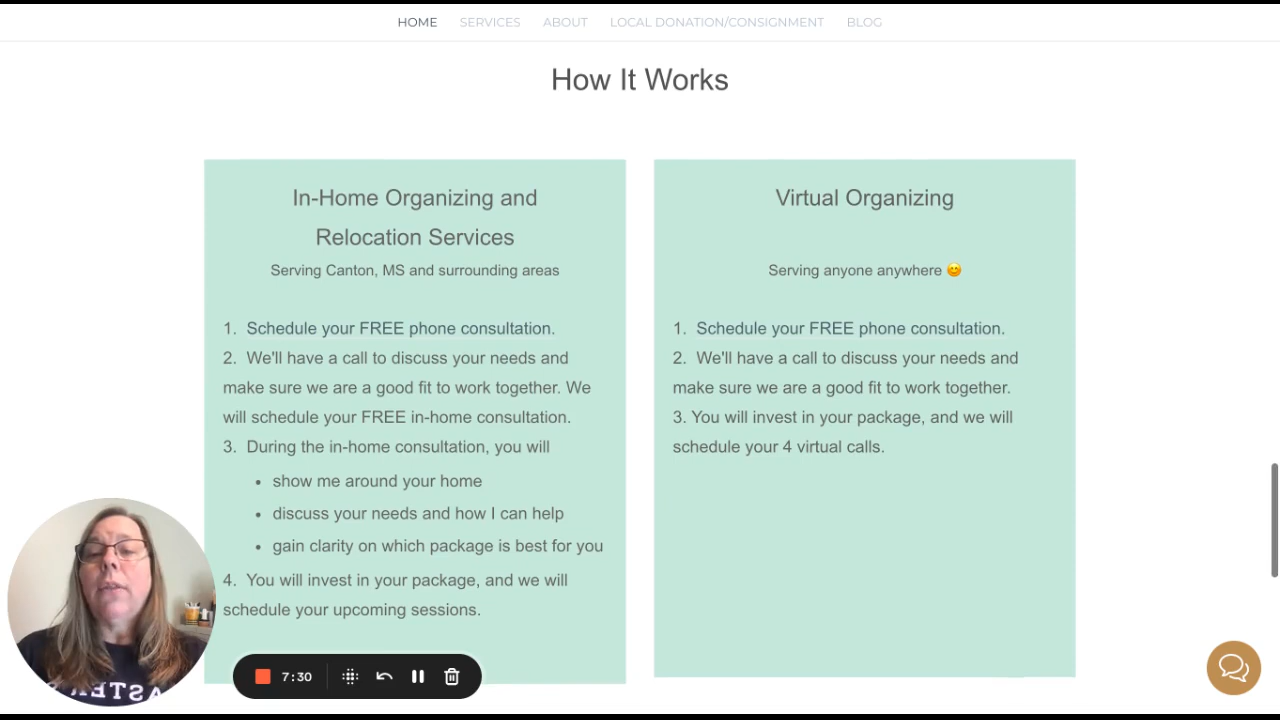 HOME SERVICES ABOUT LOCAL DONATION/CONSIGNMENT BLOG
How It Works
In-Home Organizing and
Relocation Services
Serving Canton, MS and surrounding areas
1. Schedule your FREE phone consultation.
2. We'll have a call to discuss your needs and
make sure we are a good fit to work together. We
will schedule your FREE in-home consultation.
3. During the in-home consultation, you will
• show me around your home
• discuss your needs and how I can help
• gain clarity on which package is best for you
4. You will invest in your package, and we will
schedule your upcoming sessions.
Virtual Organizing
Serving anyone anywhere 😊
1. Schedule your FREE phone consultation.
2. We'll have a call to discuss your needs and
make sure we are a good fit to work together.
3. You will invest in your package, and we will
schedule your 4 virtual calls.
7:30